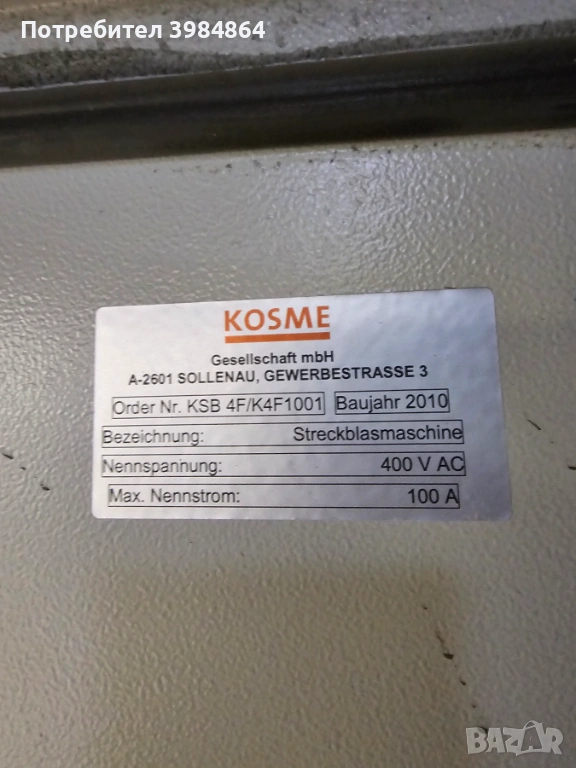 Потребител 3984864
KOSME
Gesellschaft mbH
A-2601 SOLLENAU, GEWERBESTRASSE 3
Order Nr. KSB 4F/K4F1001 Baujahr 2010
Bezeichnung: Streckblasmaschine
Nennspannung: 400 V AC
Max. Nennstrom: 100 A
BAZAR